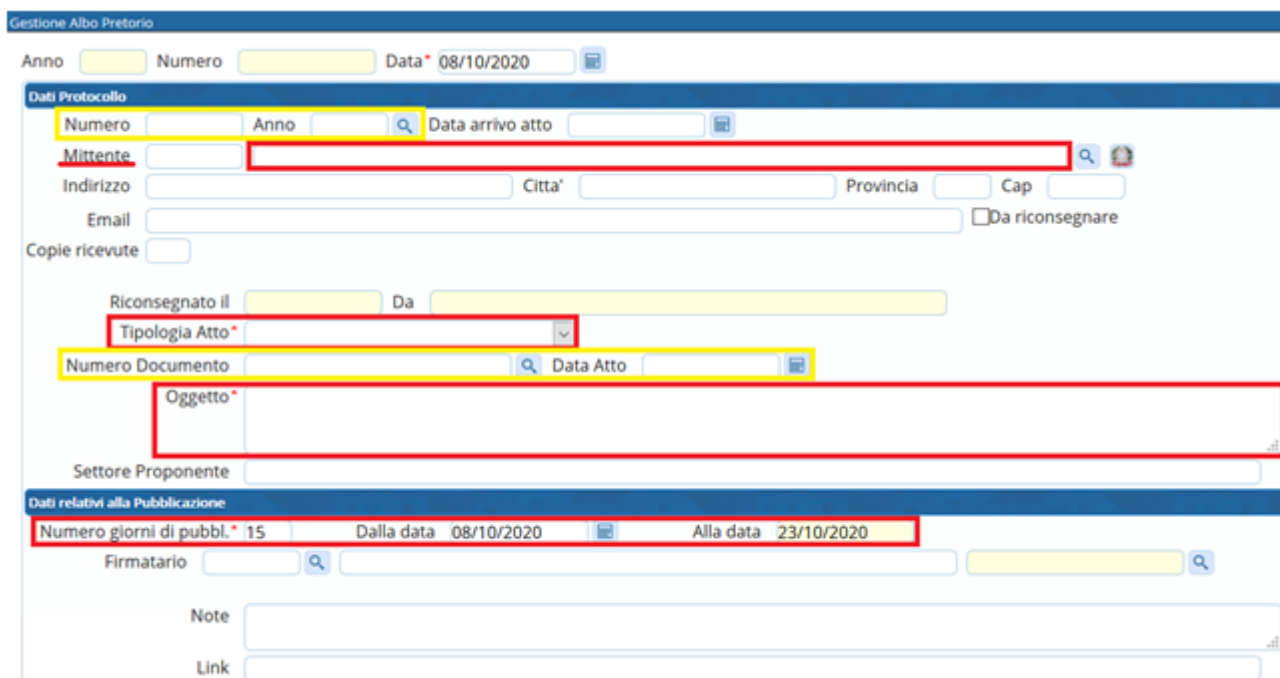 Gestione Albo Pretorio
Anno Numero Data* 08/10/2020
Dati Protocollo
Numero Anno Data arrivo atto
Mittente
Indirizzo Citta' Provincia Cap
Email Da riconsegnare
Copie ricevute
Riconsegnato il Da
Tipologia Atto*
Numero Documento Data Atto
Oggetto*
Settore Proponente
Dati relativi alla Pubblicazione
Numero giorni di pubbl.* 15 Dalla data 08/10/2020 Alla data 23/10/2020
Firmatario
Note
Link